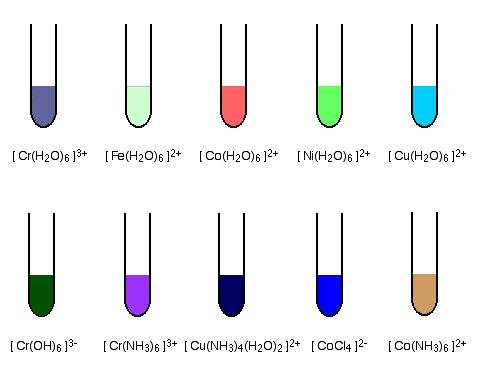 [Cr(H₂O)₆]³⁺ [Fe(H₂O)₆]²⁺ [Co(H₂O)₆]²⁺ [Ni(H₂O)₆]²⁺ [Cu(H₂O)₆]²⁺
[Cr(OH)₆]³⁻ [Cr(NH₃)₆]³⁺ [Cu(NH₃)₄(H₂O)₂]²⁺ [CoCl₄]²⁻ [Co(NH₃)₆]²⁺